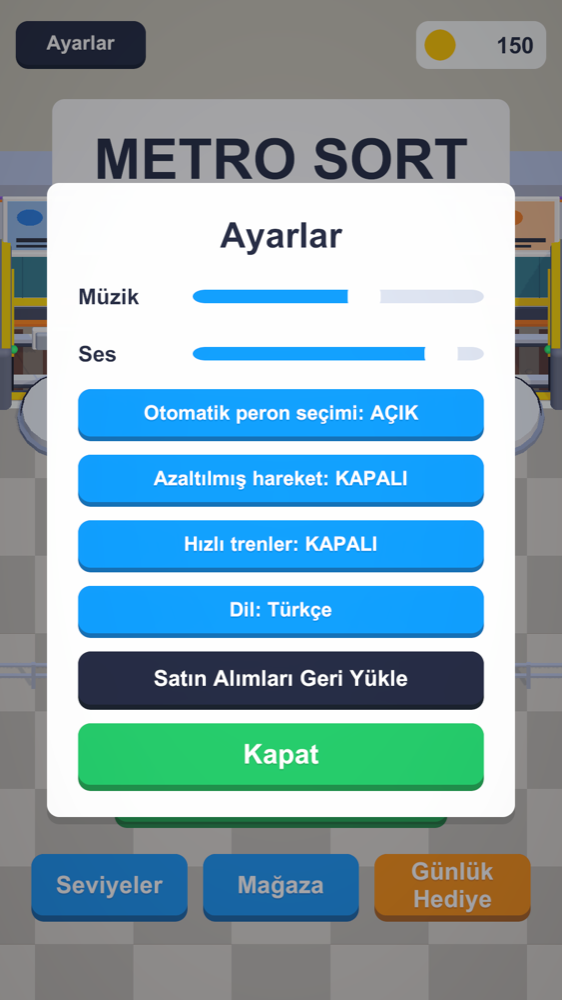 Ayarlar
150
METRO SORT
Ayarlar
Müzik
Ses
Otomatik peron seçimi: AÇIK
Azaltılmış hareket: KAPALI
Hızlı trenler: KAPALI
Dil: Türkçe
Satın Alımları Geri Yükle
Kapat
Seviyeler
Mağaza
Günlük
Hediye